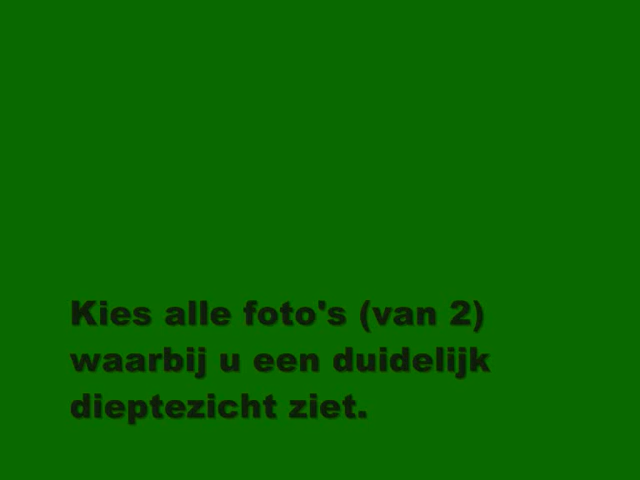 Kies alle foto's (van 2)
waarbij u een duidelijk
dieptezicht ziet.